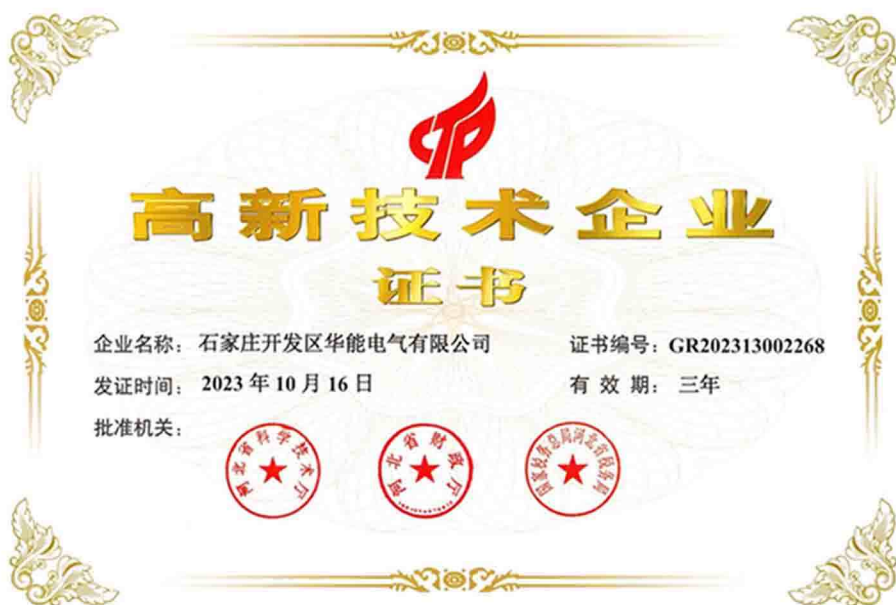 高新技术企业
证书
企业名称：石家庄开发区华能电气有限公司
证书编号：GR202313002268
发证时间：2023年10月16日
有效期：三年
批准机关：
河北省科学技术厅
河北省财政厅
国家税务总局河北省税务局